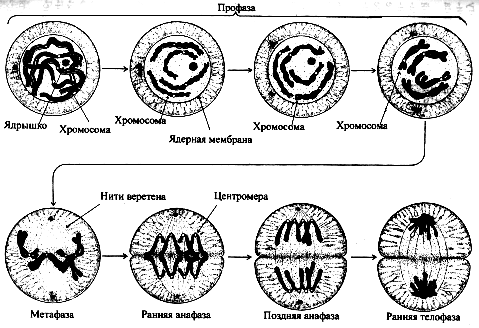 Профаза
Ядрышко
Хромосома
Хромосома
Ядерная мембрана
Хромосома
Хромосома
Нити веретена
Центромера
Метафаза
Ранняя анафаза
Поздняя анафаза
Ранняя телофаза